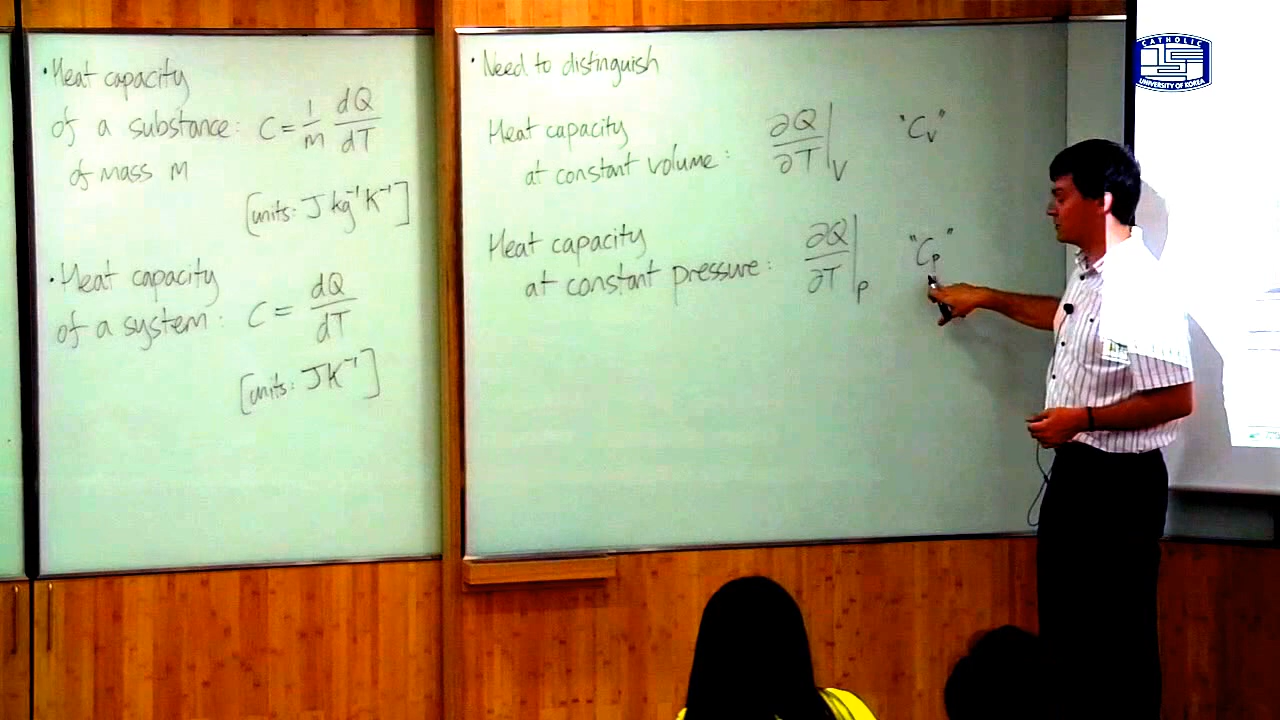 • Heat capacity
of a substance: C = 1/m dQ/dT
of mass m
[units: J kg⁻¹ K⁻¹]
• Heat capacity
of a system: C = dQ/dT
[units: J K⁻¹]
• Need to distinguish
Heat capacity
at constant volume: ∂Q/∂T|V "CV"
Heat capacity
at constant pressure: ∂Q/∂T|P "CP"
CATHOLIC
UNIVERSITY OF KOREA